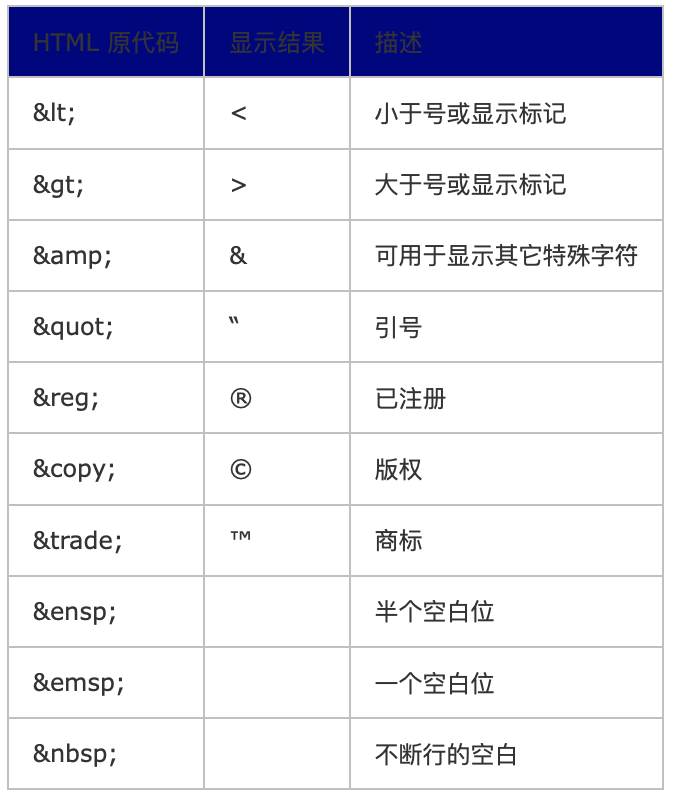 HTML 原代码 显示结果 描述
&lt; < 小于号或显示标记
&gt; > 大于号或显示标记
&amp; & 可用于显示其它特殊字符
&quot; “ 引号
&reg; ® 已注册
&copy; © 版权
&trade; ™ 商标
&ensp; 半个空白位
&emsp; 一个空白位
&nbsp; 不断行的空白